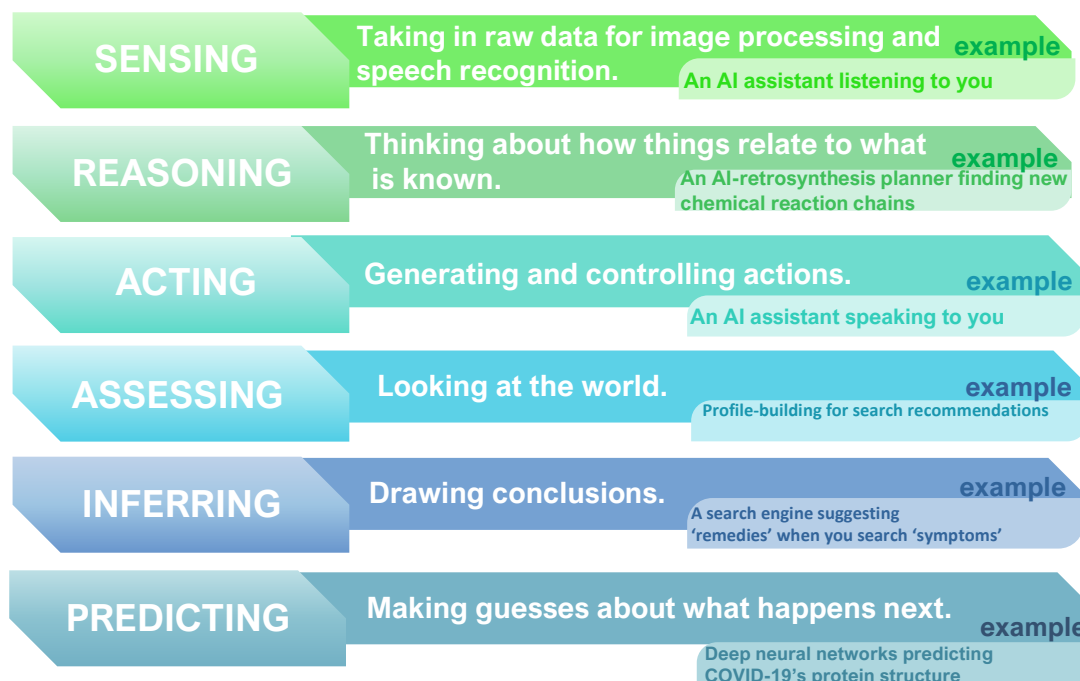 SENSING
Taking in raw data for image processing and
speech recognition.
example
An AI assistant listening to you
REASONING
Thinking about how things relate to what
is known.
example
An AI-retrosynthesis planner finding new
chemical reaction chains
ACTING
Generating and controlling actions.
example
An AI assistant speaking to you
ASSESSING
Looking at the world.
example
Profile-building for search recommendations
INFERRING
Drawing conclusions.
example
A search engine suggesting
‘remedies’ when you search ‘symptoms’
PREDICTING
Making guesses about what happens next.
example
Deep neural networks predicting
COVID-19’s protein structure